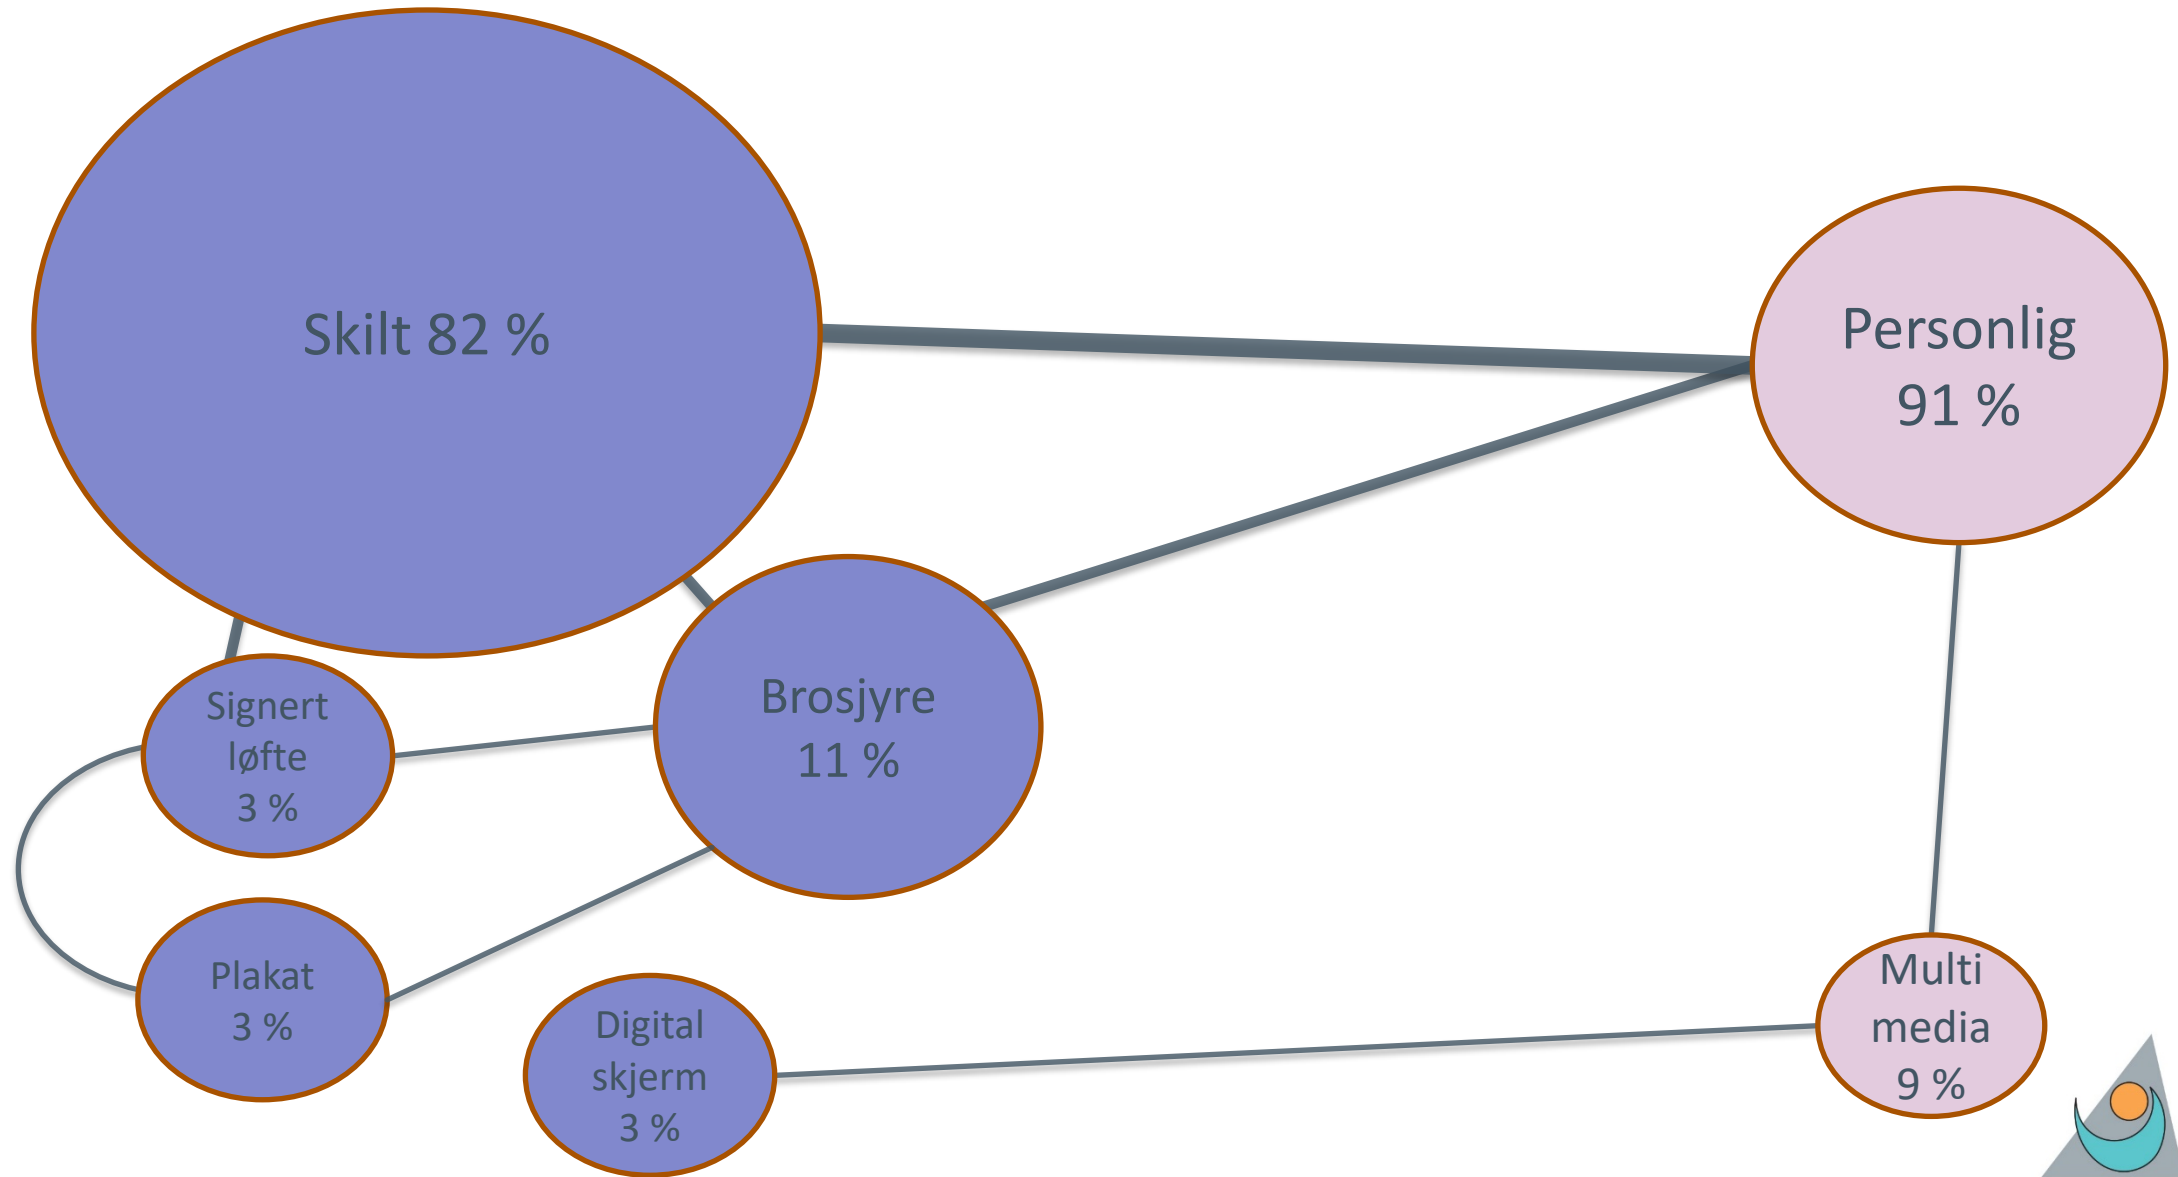 Skilt 82 %
Personlig
91 %
Brosjyre
11 %
Signert
løfte
3 %
Plakat
3 %
Digital
skjerm
3 %
Multi
media
9 %